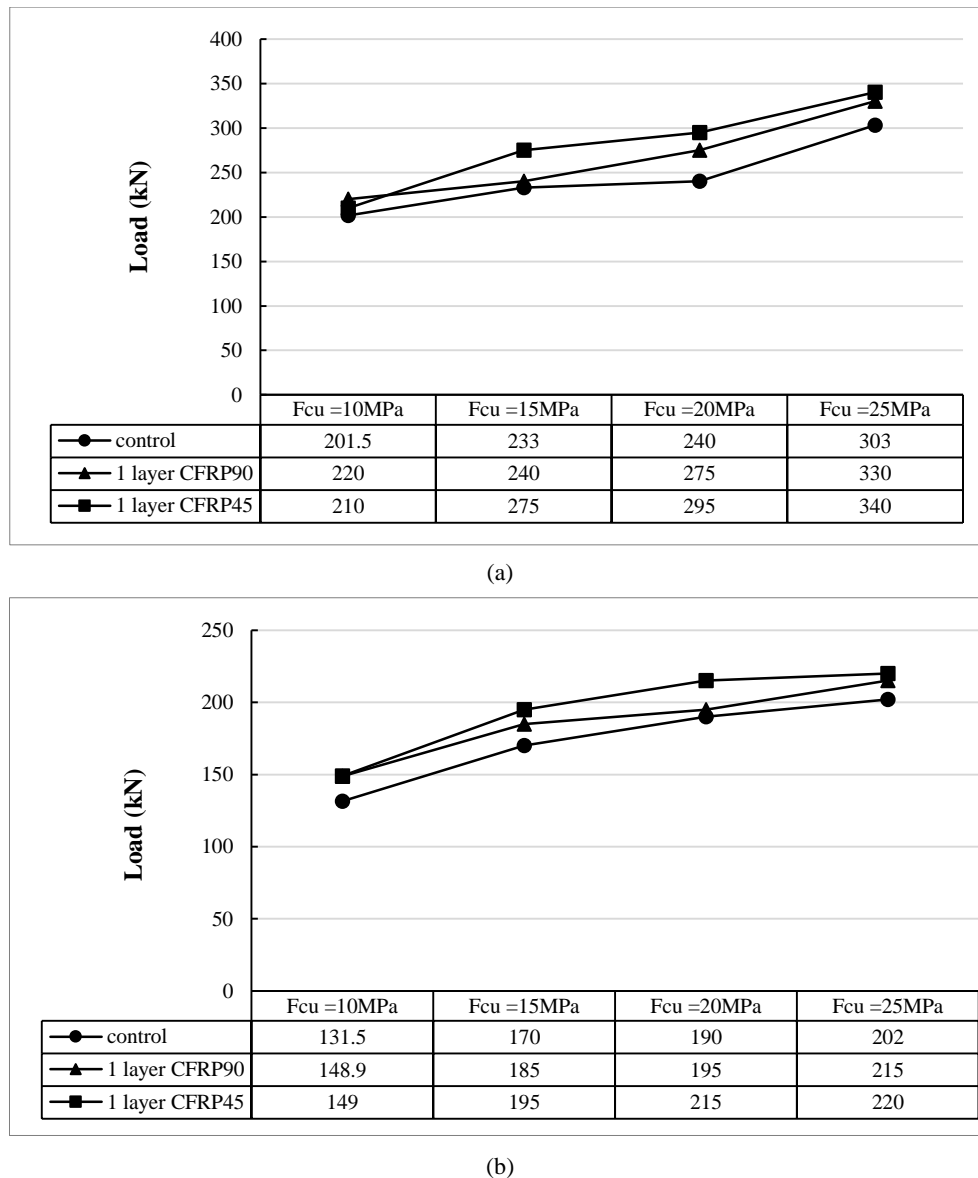 400
350
300
250
200
150
100
50
0
Load (kN)
Fcu =10MPa Fcu =15MPa Fcu =20MPa Fcu =25MPa
control 201.5 233 240 303
1 layer CFRP90 220 240 275 330
1 layer CFRP45 210 275 295 340
(a)
250
200
150
100
50
0
Load (kN)
Fcu =10MPa Fcu =15MPa Fcu =20MPa Fcu =25MPa
control 131.5 170 190 202
1 layer CFRP90 148.9 185 195 215
1 layer CFRP45 149 195 215 220
(b)